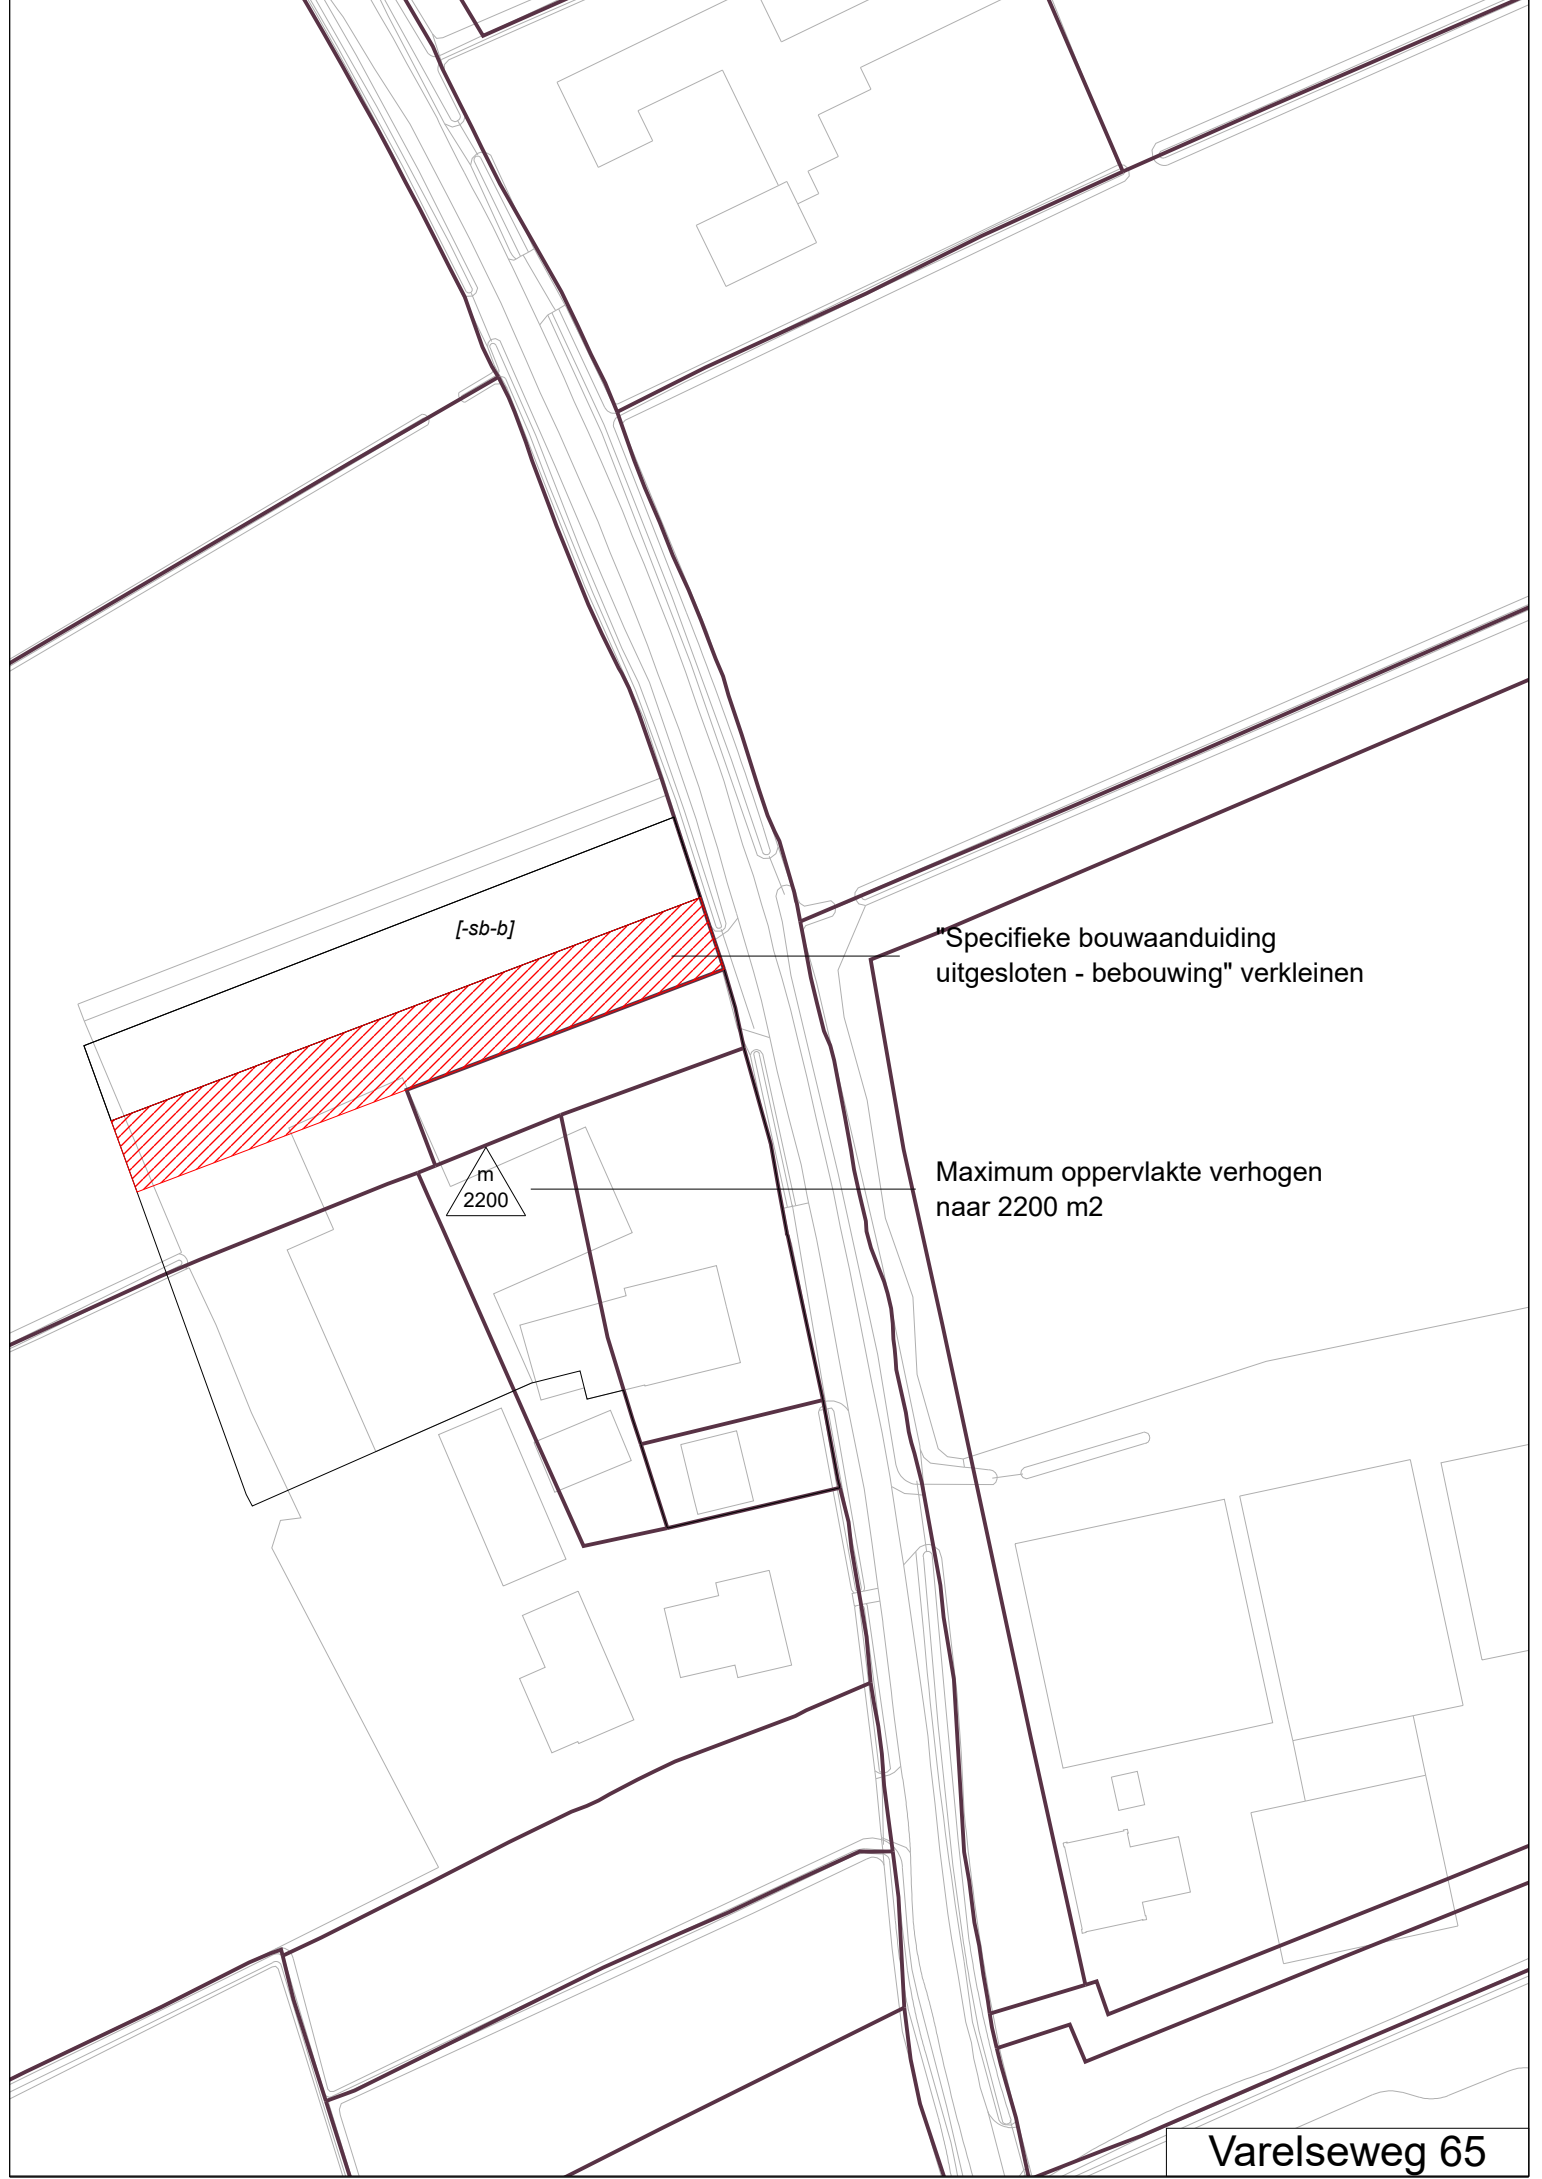 [-sb-b]
"Specifieke bouwaanduiding
uitgesloten - bebouwing" verkleinen
m
2200
Maximum oppervlakte verhogen
naar 2200 m2
Varelseweg 65